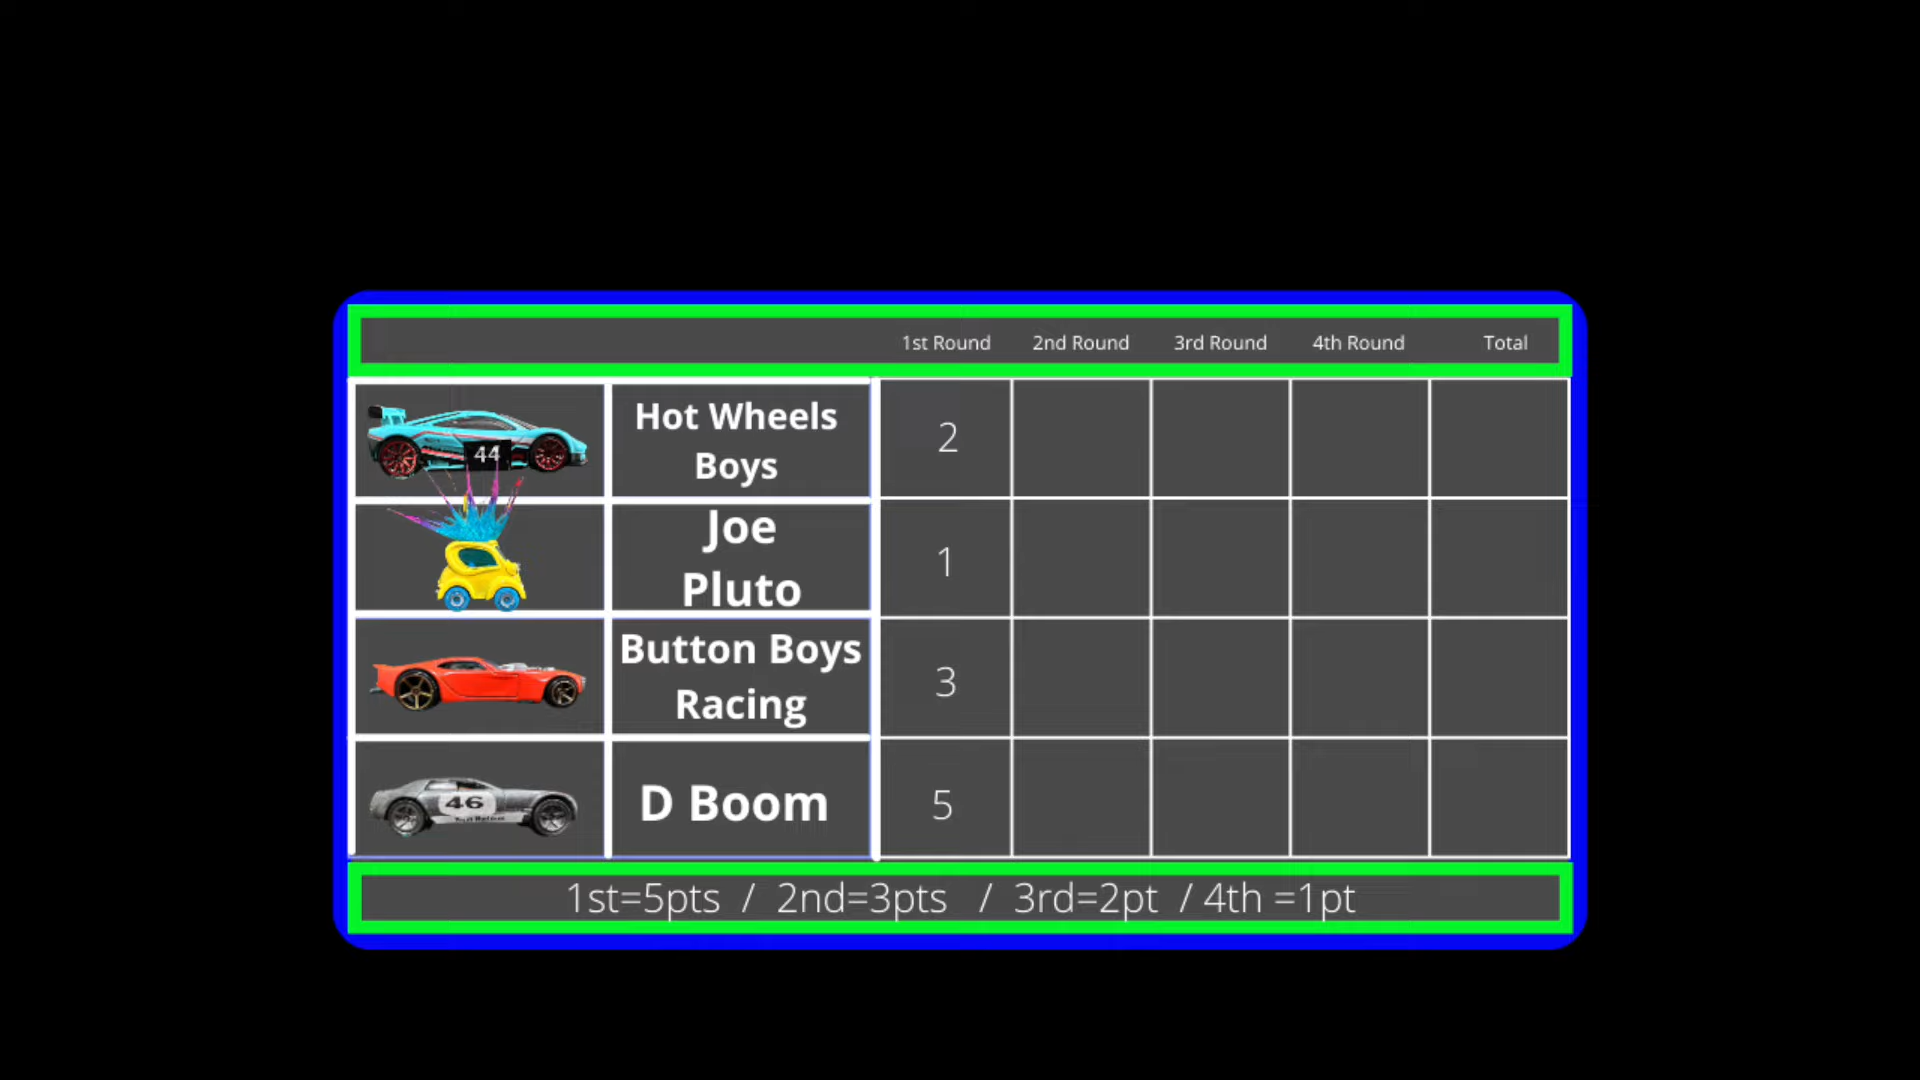 1st Round 2nd Round 3rd Round 4th Round Total
44
Hot Wheels
Boys
2
Joe
Pluto
1
Button Boys
Racing
3
46
D Boom
5
1st=5pts / 2nd=3pts / 3rd=2pt / 4th =1pt